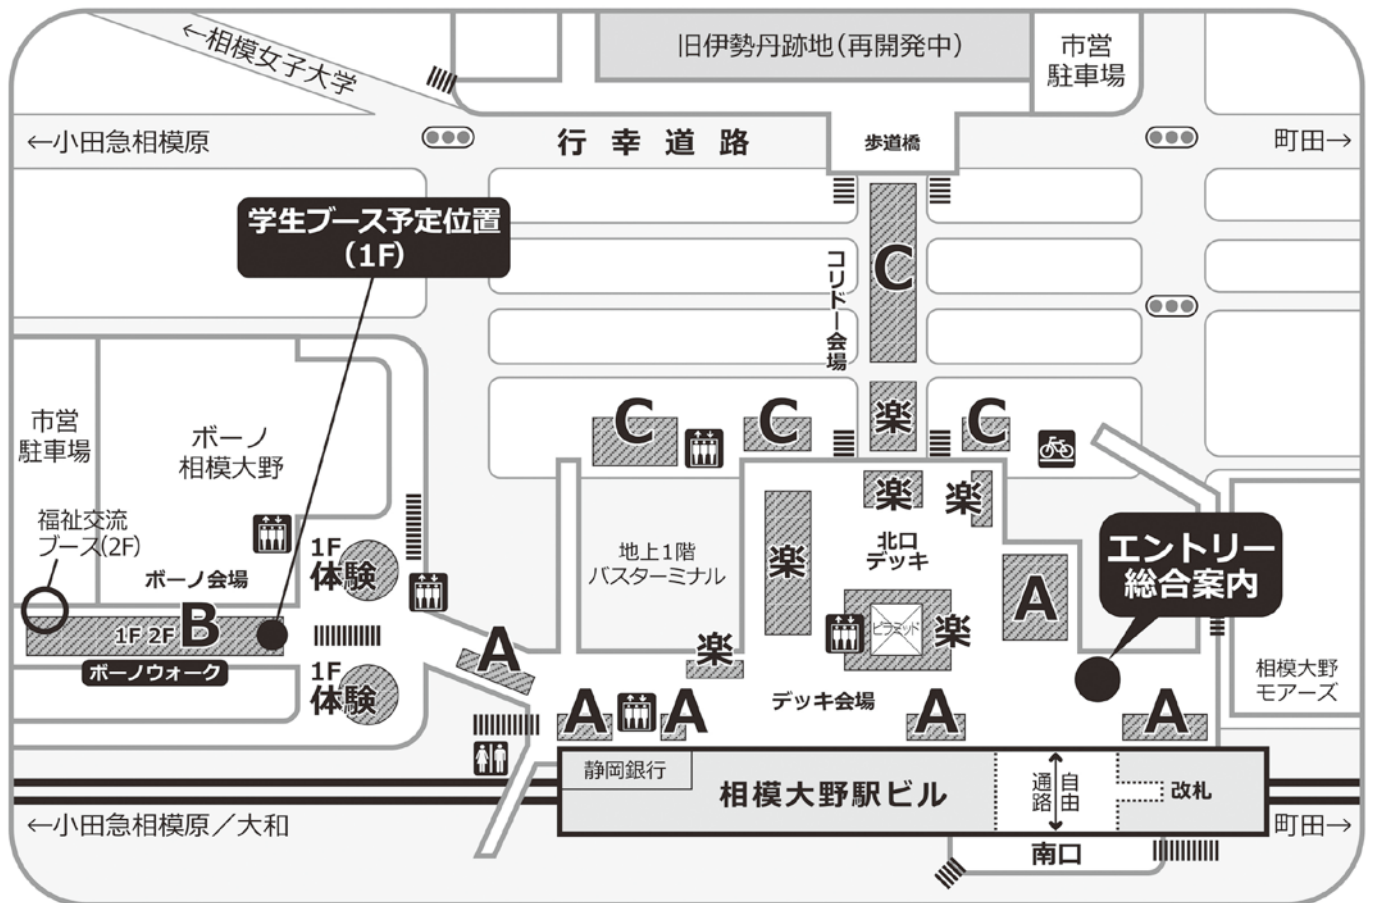 ←相模女子大学
旧伊勢丹跡地(再開発中)
市営
駐車場
←小田急相模原
行幸道路
歩道橋
町田→
学生ブース予定位置
(1F)
C
コリドー会場
市営
駐車場
ボーノ
相模大野
C
C
楽
C
福祉交流
ブース(2F)
1F
体験
地上1階
バスターミナル
楽
楽
楽
北口
デッキ
エントリー
総合案内
ボーノ会場
1F 2F B
ボーノウォーク
A
ピラミッド
楽
1F
体験
A
楽
相模大野
モアーズ
デッキ会場
A
A
A
A
静岡銀行
相模大野駅ビル
自由
通路
改札
←小田急相模原／大和
町田→
南口